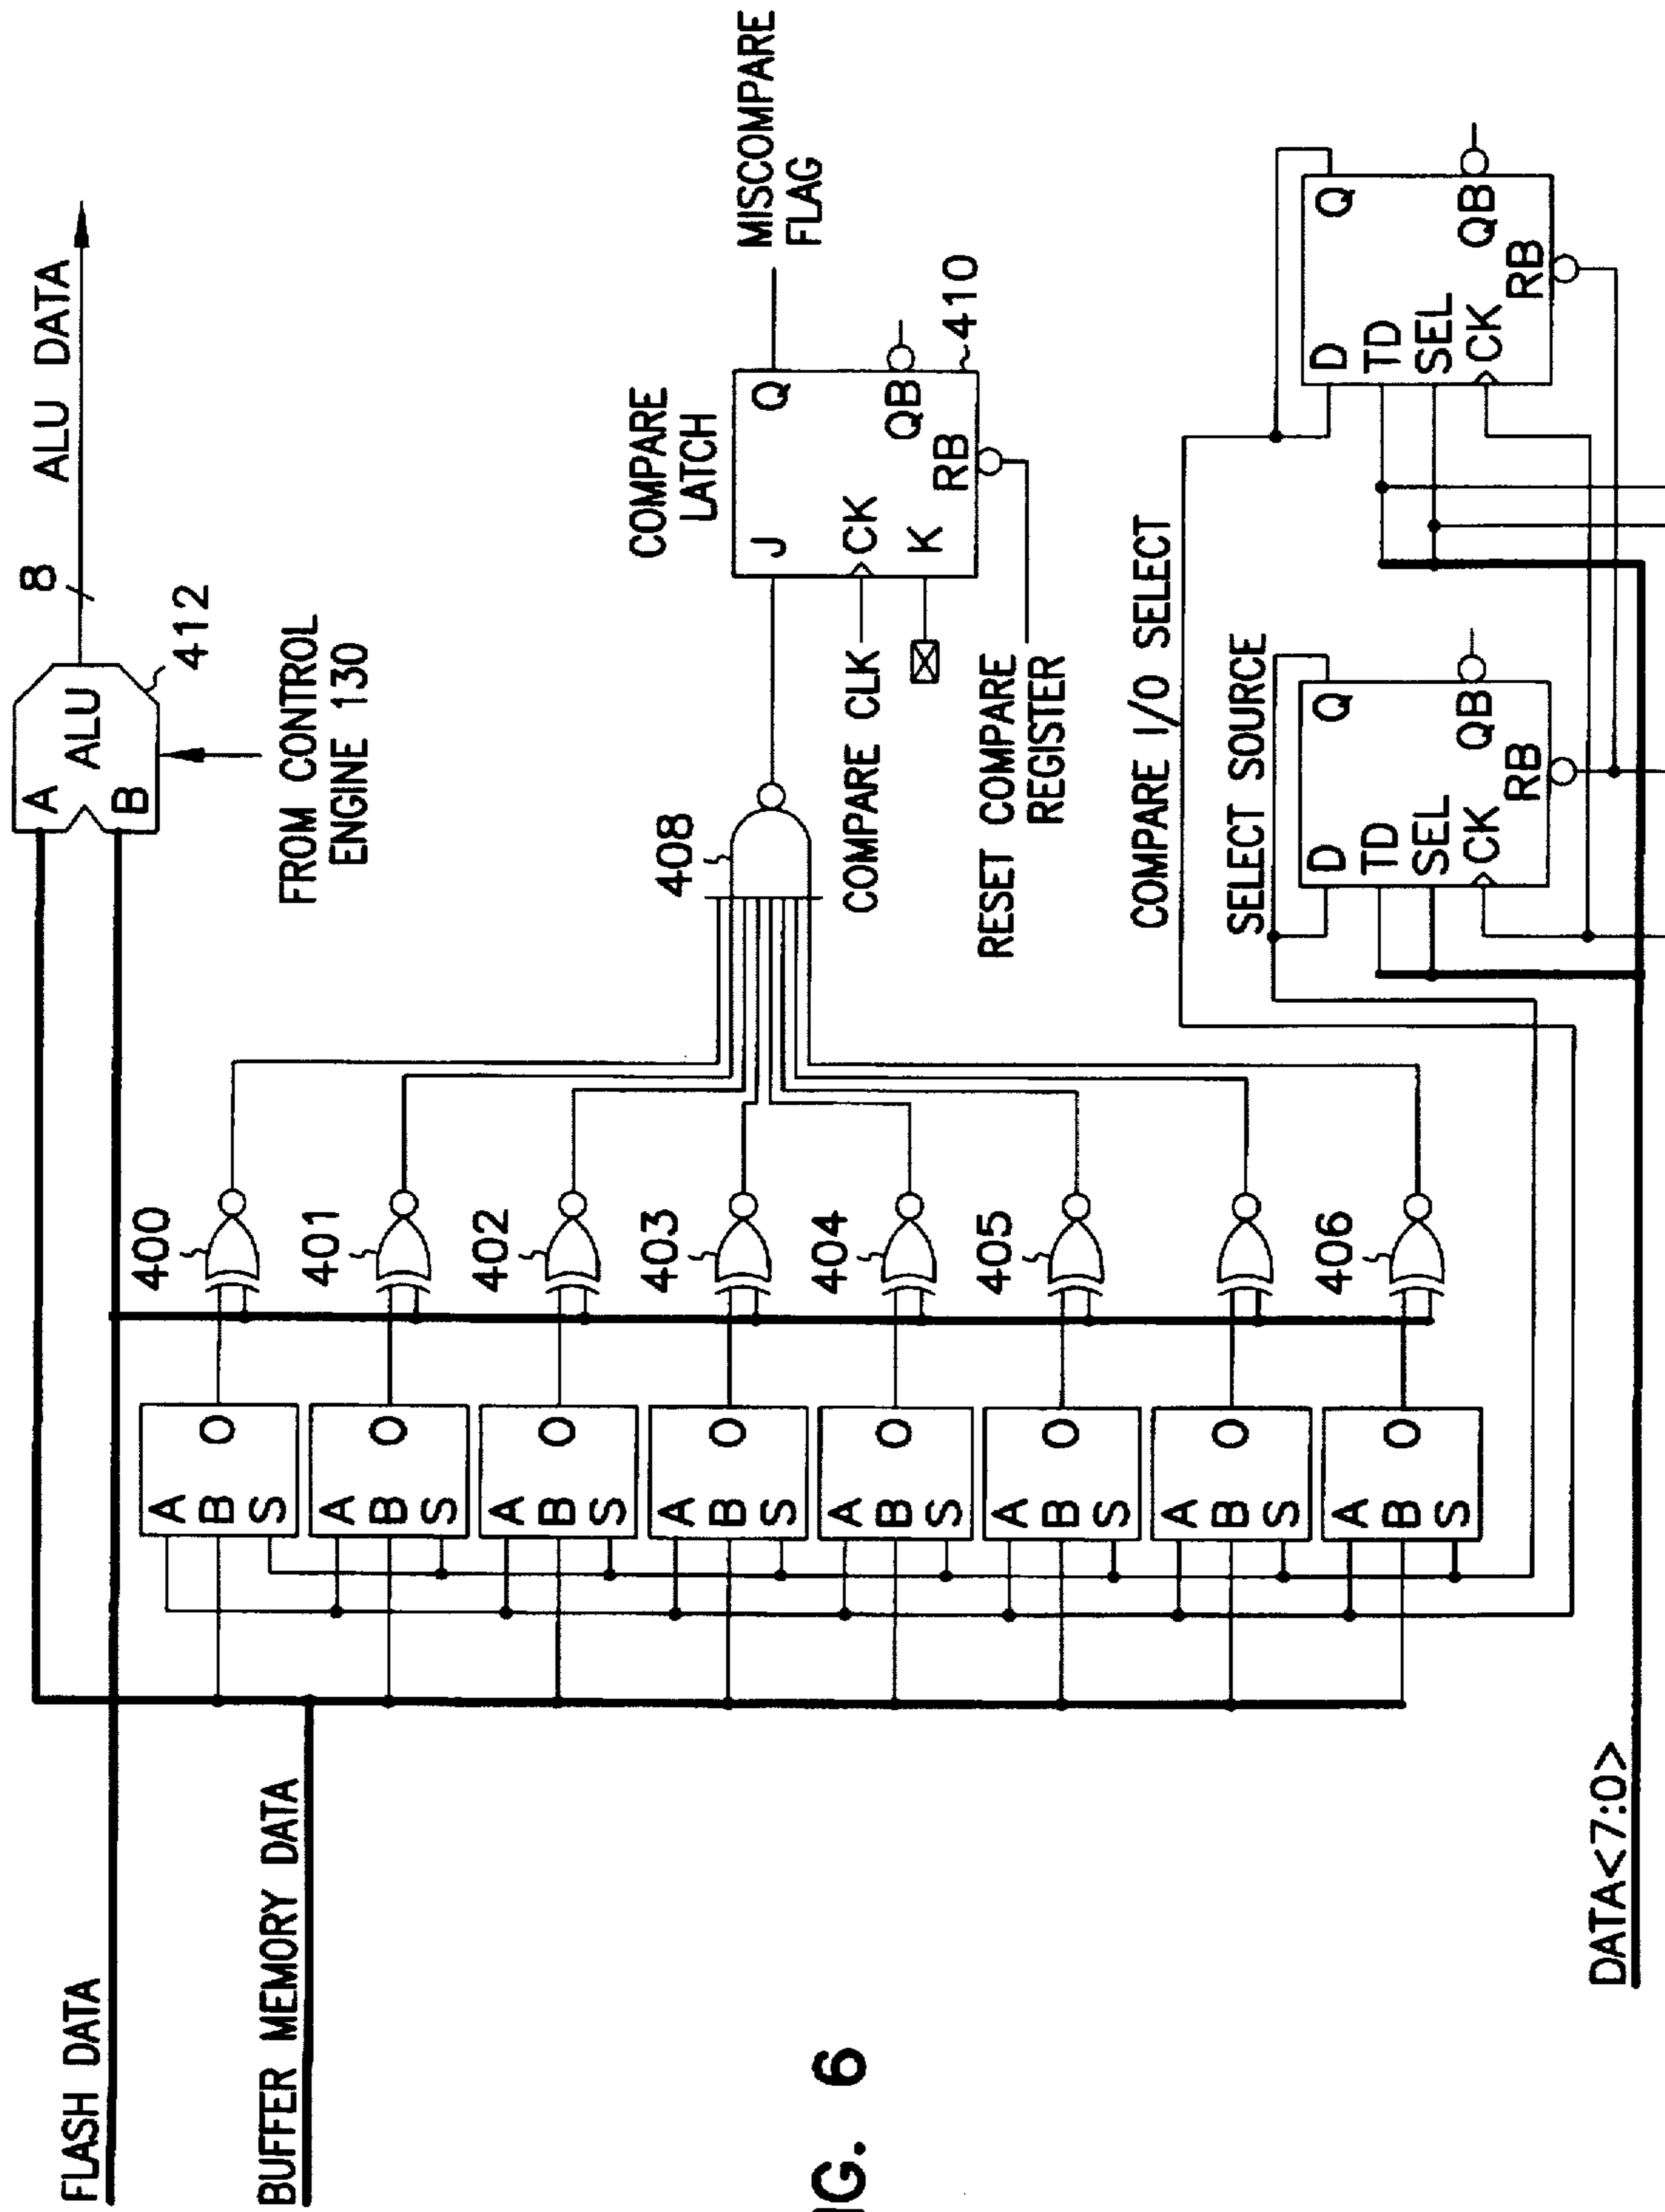 FLASH DATA
BUFFER MEMORY DATA
A
B
ALU
8
ALU DATA
412
FROM CONTROL
ENGINE 130
A
B
S
O
400
A
B
S
O
401
A
B
S
O
402
A
B
S
O
403
A
B
S
O
404
A
B
S
O
405
A
B
S
O
A
B
S
O
406
408
COMPARE
LATCH
J
Q
CK
QB
K
RB
410
MISCOMPARE
FLAG
COMPARE CLK
RESET COMPARE
REGISTER
COMPARE I/O SELECT
SELECT SOURCE
D
Q
TD
SEL
QB
CK
RB
D
Q
TD
SEL
QB
CK
RB
DATA<7:0>
IG. 6